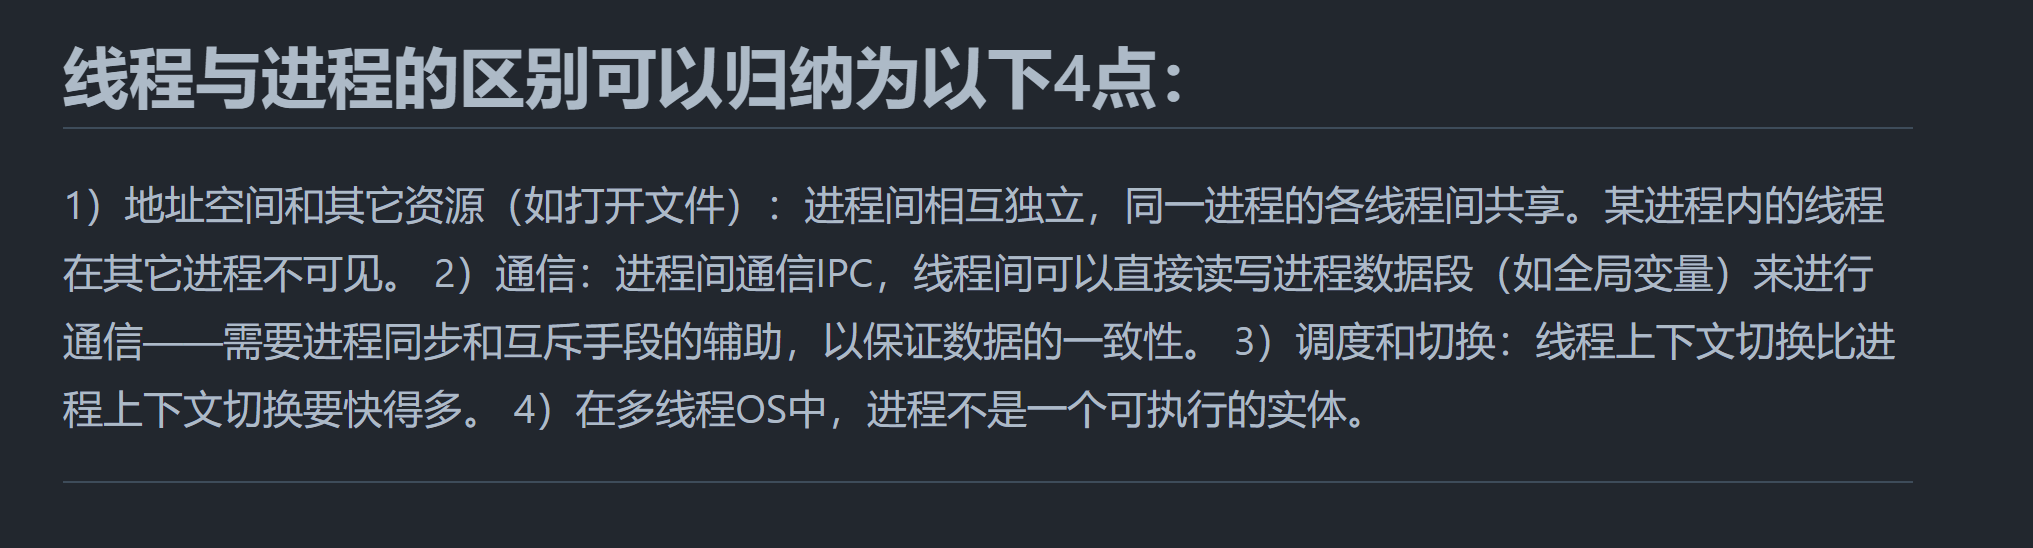 线程与进程的区别可以归纳为以下4点：
1）地址空间和其它资源（如打开文件）：进程间相互独立，同一进程的各线程间共享。某进程内的线程
在其它进程不可见。 2）通信：进程间通信IPC，线程间可以直接读写进程数据段（如全局变量）来进行
通信——需要进程同步和互斥手段的辅助，以保证数据的一致性。 3）调度和切换：线程上下文切换比进
程上下文切换要快得多。 4）在多线程OS中，进程不是一个可执行的实体。